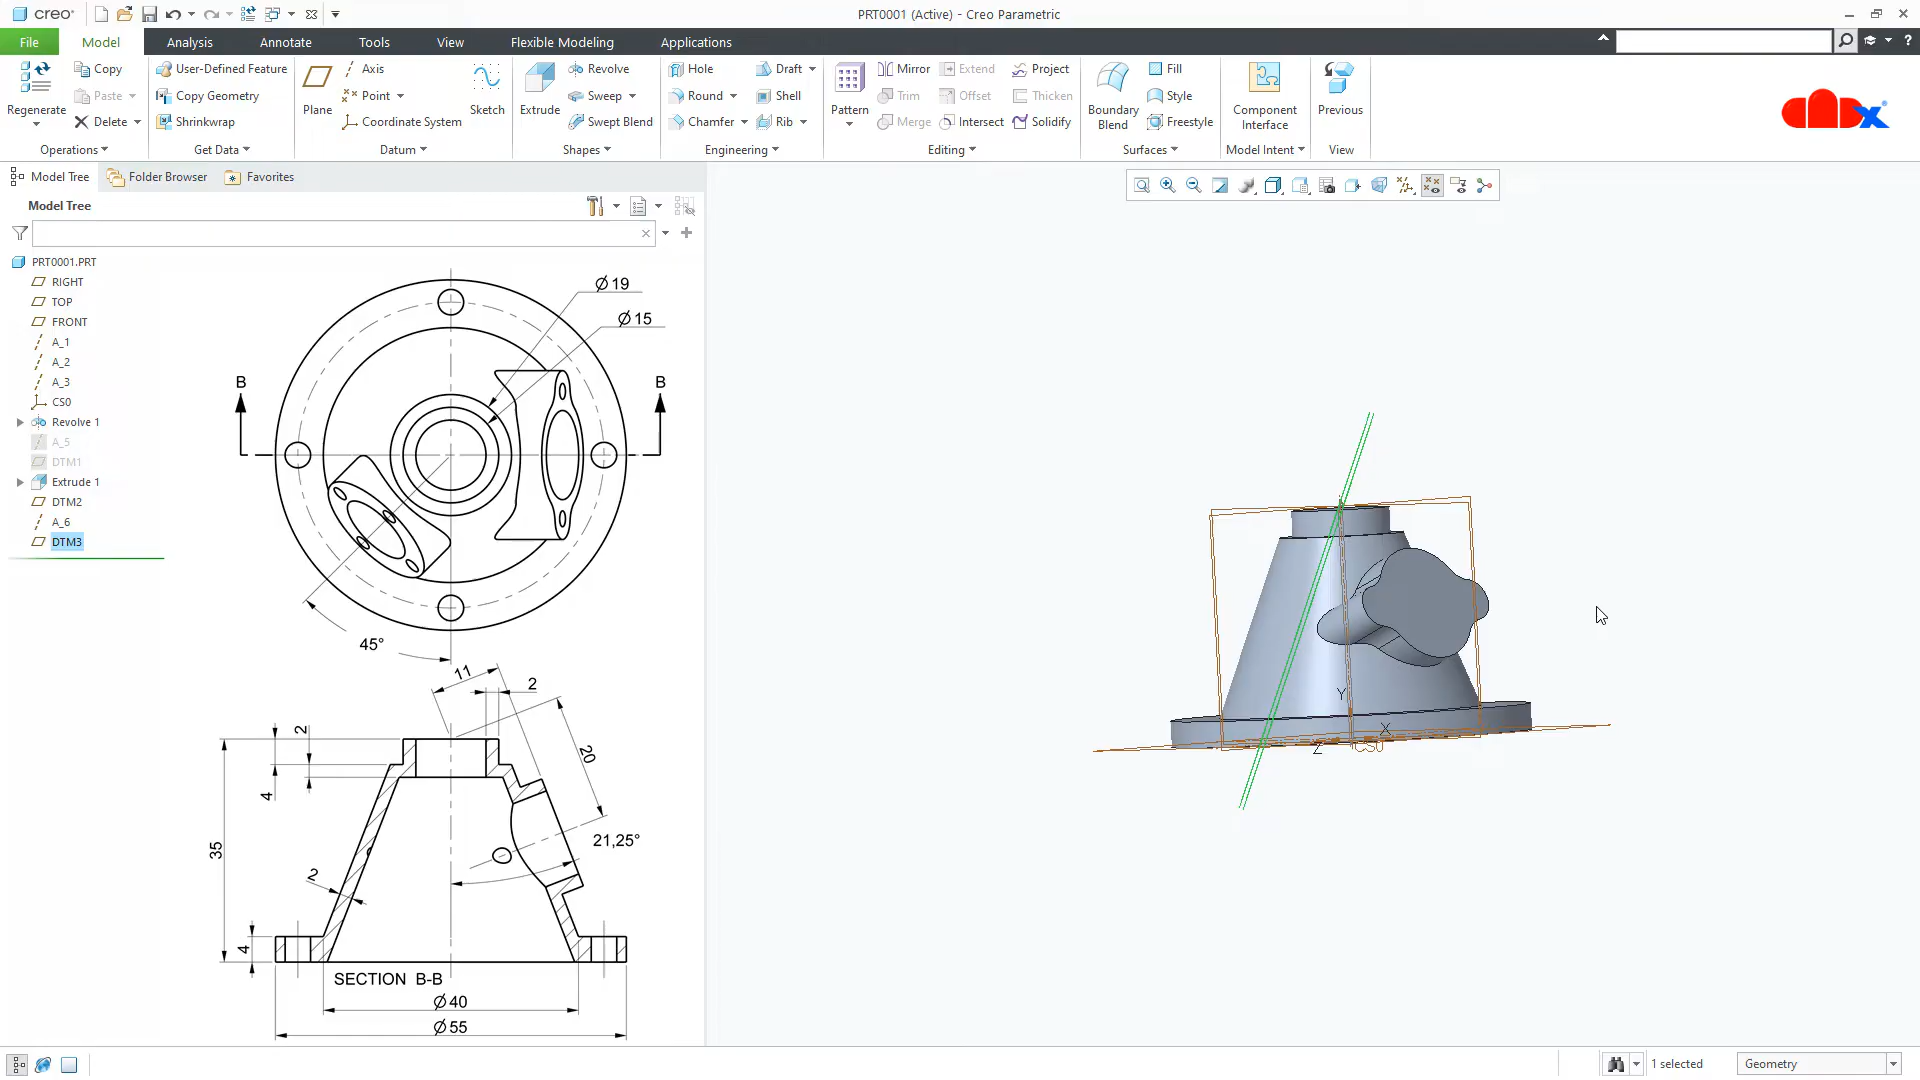 creo
PRT0001 (Active) - Creo Parametric
File
Model
Analysis
Annotate
Tools
View
Flexible Modeling
Applications
Regenerate
Copy
Paste
Delete
User-Defined Feature
Copy Geometry
Shrinkwrap
Plane
Axis
Point
Coordinate System
Sketch
Extrude
Revolve
Sweep
Swept Blend
Hole
Round
Chamfer
Draft
Shell
Rib
Pattern
Mirror
Extend
Project
Trim
Offset
Thicken
Merge
Intersect
Solidify
Boundary
Blend
Fill
Style
Freestyle
Component
Interface
Previous
Operations
Get Data
Datum
Shapes
Engineering
Editing
Surfaces
Model Intent
View
Model Tree
Folder Browser
Favorites
Model Tree
PRT0001.PRT
RIGHT
TOP
FRONT
A_1
A_2
A_3
CS0
Revolve 1
A_5
DTM1
Extrude 1
DTM2
A_6
DTM3
Ø19
Ø15
B
B
45°
11
2
2
4
20
35
21,25°
2
4
SECTION B-B
Ø40
Ø55
Y
X
Z
CS0
1 selected
Geometry